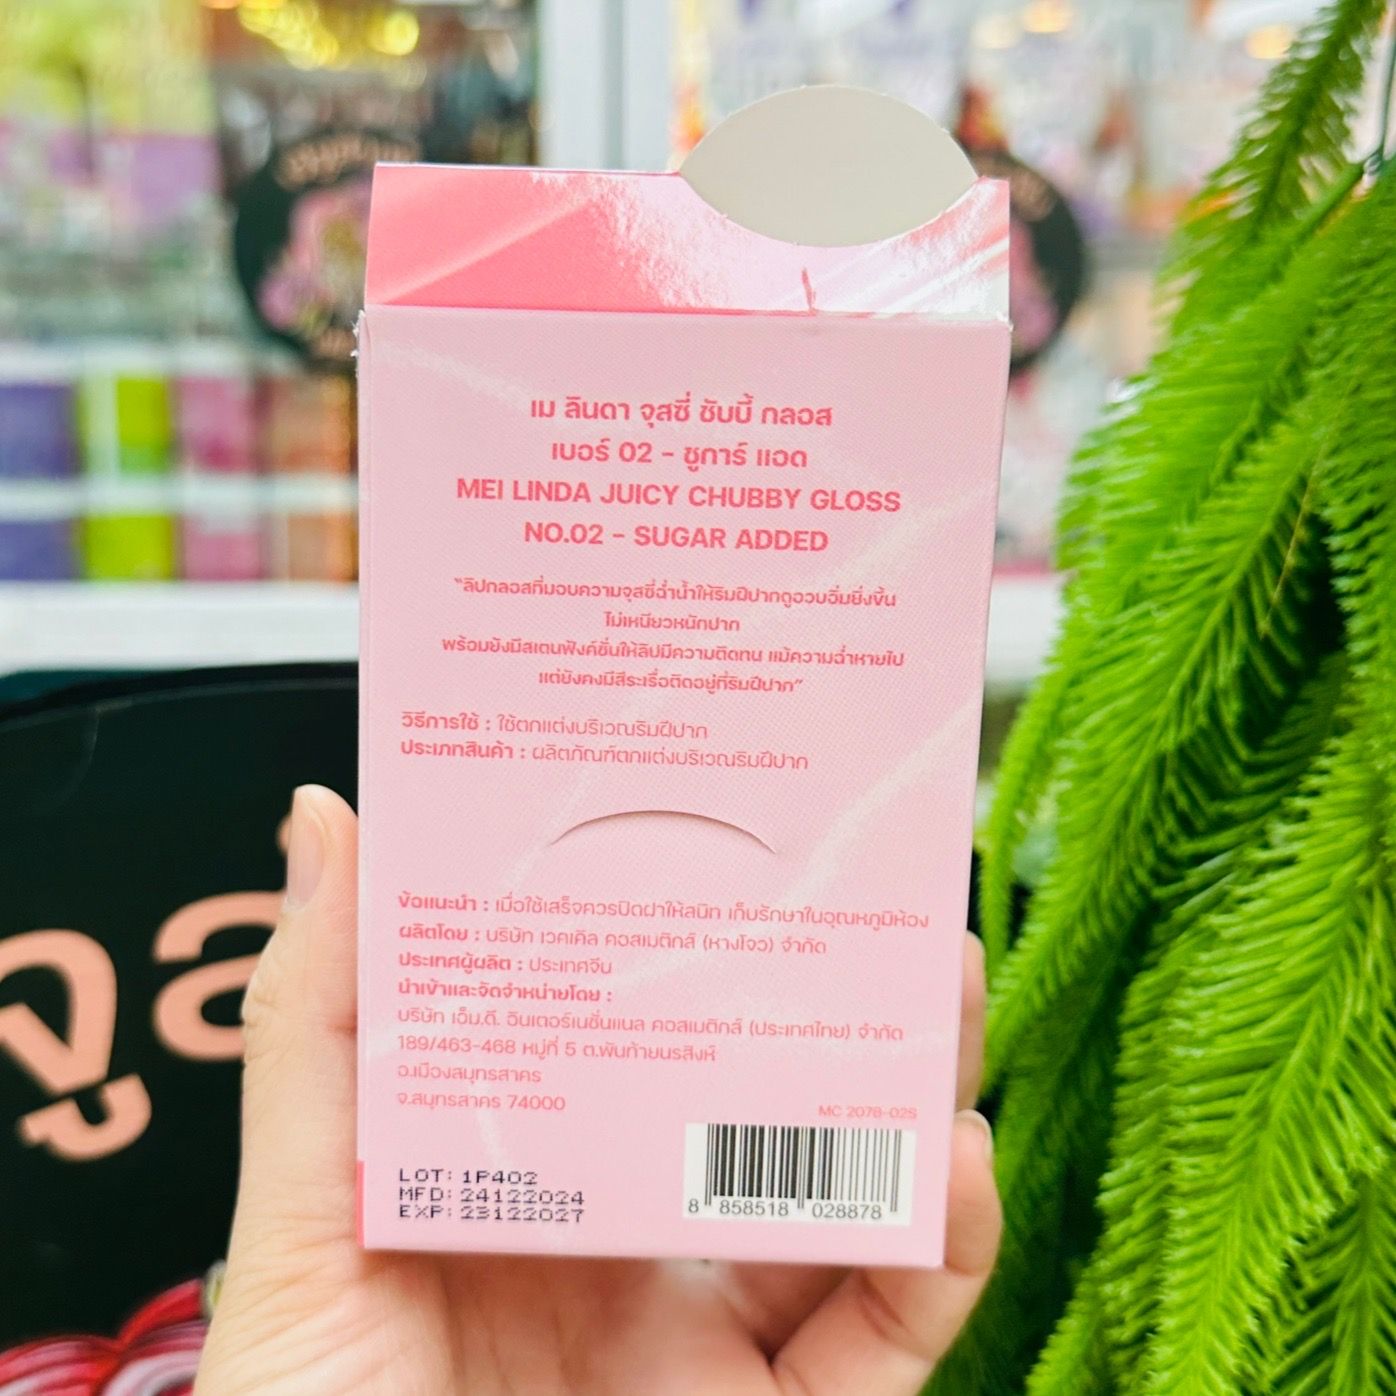 เม ลินดา จุสซี่ ชับบี้ กลอส
เบอร์ 02 - ชูการ์ แอด
MEI LINDA JUICY CHUBBY GLOSS
NO.02 - SUGAR ADDED
"ลิปกลอสที่มอบความจุสซี่ฉ่ำน้ำให้ริมฝีปากดูอวบอิ่มยิ่งขึ้น
ไม่เหนียวหนักปาก
พร้อมยังมีสเตนฟังค์ชั่นให้ลิปมีความติดทน แม้ความฉ่ำหายไป
แต่ยังคงมีสีระเรื่อติดอยู่ที่ริมฝีปาก"
วิธีการใช้ : ใช้ตกแต่งบริเวณริมฝีปาก
ประเภทสินค้า : ผลิตภัณฑ์ตกแต่งบริเวณริมฝีปาก
ข้อแนะนำ : เมื่อใช้เสร็จควรปิดฝาให้สนิท เก็บรักษาในอุณหภูมิห้อง
ผลิตโดย : บริษัท เวคเคิล คอสเมติกส์ (หางโจว) จำกัด
ประเทศผู้ผลิต : ประเทศจีน
นำเข้าและจัดจำหน่ายโดย :
บริษัท เอ็ม.ดี. อินเตอร์เนชั่นแนล คอสเมติกส์ (ประเทศไทย) จำกัด
189/463-468 หมู่ที่ 5 ต.พันท้ายนรสิงห์
อ.เมืองสมุทรสาคร
จ.สมุทรสาคร 74000
MC 2078-02S
LOT: 1P402
MFD: 24122024
EXP: 23122027
8 858518 028878
จูล